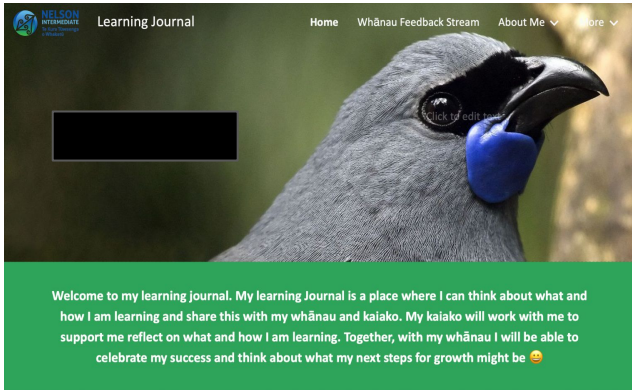 NELSON
INTERMEDIATE
Te Kura Takawaenga
o Whakatū
Learning Journal
Home
Whānau Feedback Stream
About Me
More
Click to edit text
Welcome to my learning journal. My learning Journal is a place where I can think about what and
how I am learning and share this with my whānau and kaiako. My kaiako will work with me to
support me reflect on what and how I am learning. Together, with my whānau I will be able to
celebrate my success and think about what my next steps for growth might be 😀